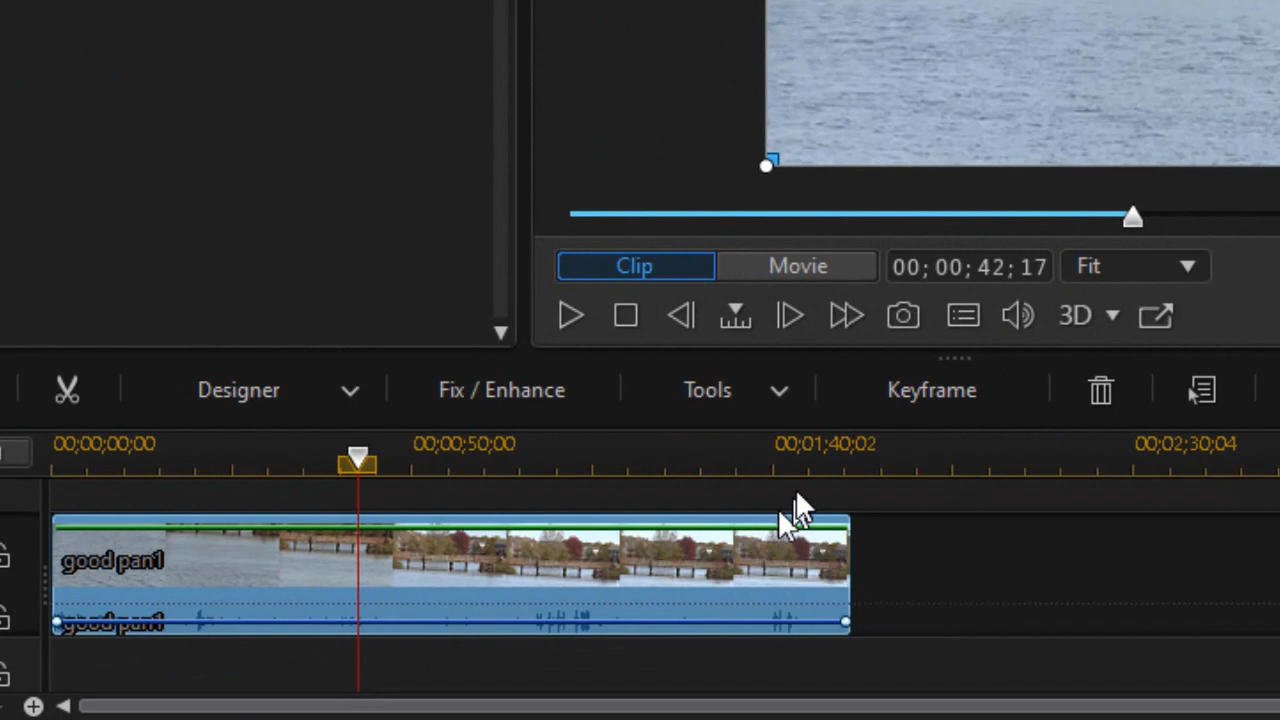 Clip Movie 00; 00; 42; 17 Fit
3D
Designer Fix / Enhance Tools Keyframe
00;00;00;00 00;00;50;00 00;01;40;02 00;02;30;04
good pan1
good pan1